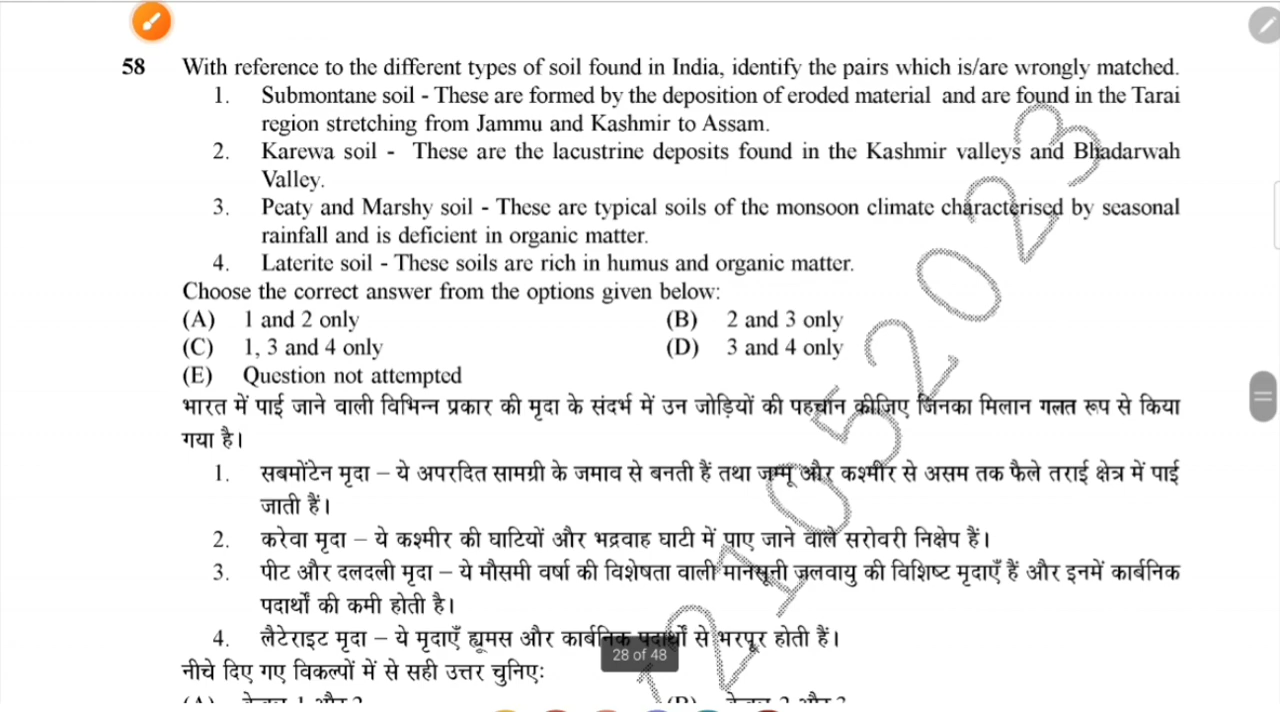 58 With reference to the different types of soil found in India, identify the pairs which is/are wrongly matched.
1. Submontane soil - These are formed by the deposition of eroded material and are found in the Tarai
region stretching from Jammu and Kashmir to Assam.
2. Karewa soil - These are the lacustrine deposits found in the Kashmir valleys and Bhadarwah
Valley.
3. Peaty and Marshy soil - These are typical soils of the monsoon climate characterised by seasonal
rainfall and is deficient in organic matter.
4. Laterite soil - These soils are rich in humus and organic matter.
Choose the correct answer from the options given below:
(A) 1 and 2 only (B) 2 and 3 only
(C) 1, 3 and 4 only (D) 3 and 4 only
(E) Question not attempted
भारत में पाई जाने वाली विभिन्न प्रकार की मृदा के संदर्भ में उन जोड़ियों की पहचान कीजिए जिनका मिलान गलत रूप से किया
गया है।
1. सबमोंटेन मृदा – ये अपरदित सामग्री के जमाव से बनती हैं तथा जम्मू और कश्मीर से असम तक फैले तराई क्षेत्र में पाई
जाती हैं।
2. करेवा मृदा – ये कश्मीर की घाटियों और भद्रवाह घाटी में पाए जाने वाले सरोवरी निक्षेप हैं।
3. पीट और दलदली मृदा – ये मौसमी वर्षा की विशेषता वाली मानसूनी जलवायु की विशिष्ट मृदाएँ हैं और इनमें कार्बनिक
पदार्थों की कमी होती है।
4. लैटेराइट मृदा – ये मृदाएँ ह्यूमस और कार्बनिक पदार्थों से भरपूर होती हैं।
28 of 48
नीचे दिए गए विकल्पों में से सही उत्तर चुनिए:
121052023